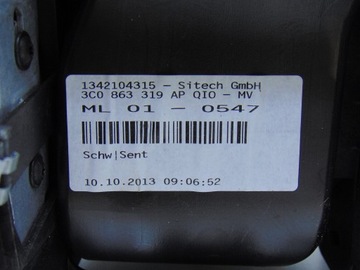 1342104315 - Sitech GmbH
3C0 863 319 AP QIO - MV
ML 01 - 0547
Schw|Sent
10.10.2013 09:06:52